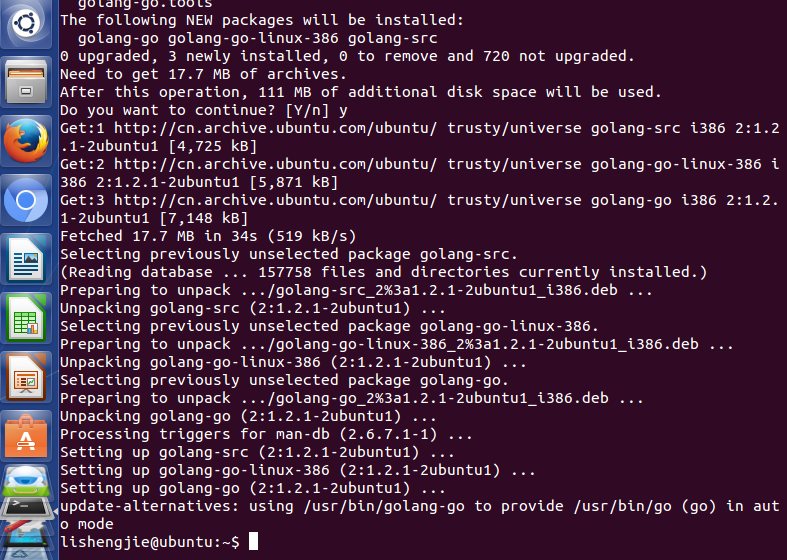 golang-go.tools
The following NEW packages will be installed:
  golang-go golang-go-linux-386 golang-src
0 upgraded, 3 newly installed, 0 to remove and 720 not upgraded.
Need to get 17.7 MB of archives.
After this operation, 111 MB of additional disk space will be used.
Do you want to continue? [Y/n] y
Get:1 http://cn.archive.ubuntu.com/ubuntu/ trusty/universe golang-src i386 2:1.2
.1-2ubuntu1 [4,725 kB]
Get:2 http://cn.archive.ubuntu.com/ubuntu/ trusty/universe golang-go-linux-386 i
386 2:1.2.1-2ubuntu1 [5,871 kB]
Get:3 http://cn.archive.ubuntu.com/ubuntu/ trusty/universe golang-go i386 2:1.2.
1-2ubuntu1 [7,148 kB]
Fetched 17.7 MB in 34s (519 kB/s)
Selecting previously unselected package golang-src.
(Reading database ... 157758 files and directories currently installed.)
Preparing to unpack .../golang-src_2%3a1.2.1-2ubuntu1_i386.deb ...
Unpacking golang-src (2:1.2.1-2ubuntu1) ...
Selecting previously unselected package golang-go-linux-386.
Preparing to unpack .../golang-go-linux-386_2%3a1.2.1-2ubuntu1_i386.deb ...
Unpacking golang-go-linux-386 (2:1.2.1-2ubuntu1) ...
Selecting previously unselected package golang-go.
Preparing to unpack .../golang-go_2%3a1.2.1-2ubuntu1_i386.deb ...
Unpacking golang-go (2:1.2.1-2ubuntu1) ...
Processing triggers for man-db (2.6.7.1-1) ...
Setting up golang-src (2:1.2.1-2ubuntu1) ...
Setting up golang-go-linux-386 (2:1.2.1-2ubuntu1) ...
Setting up golang-go (2:1.2.1-2ubuntu1) ...
update-alternatives: using /usr/bin/golang-go to provide /usr/bin/go (go) in aut
o mode
lishengjie@ubuntu:~$